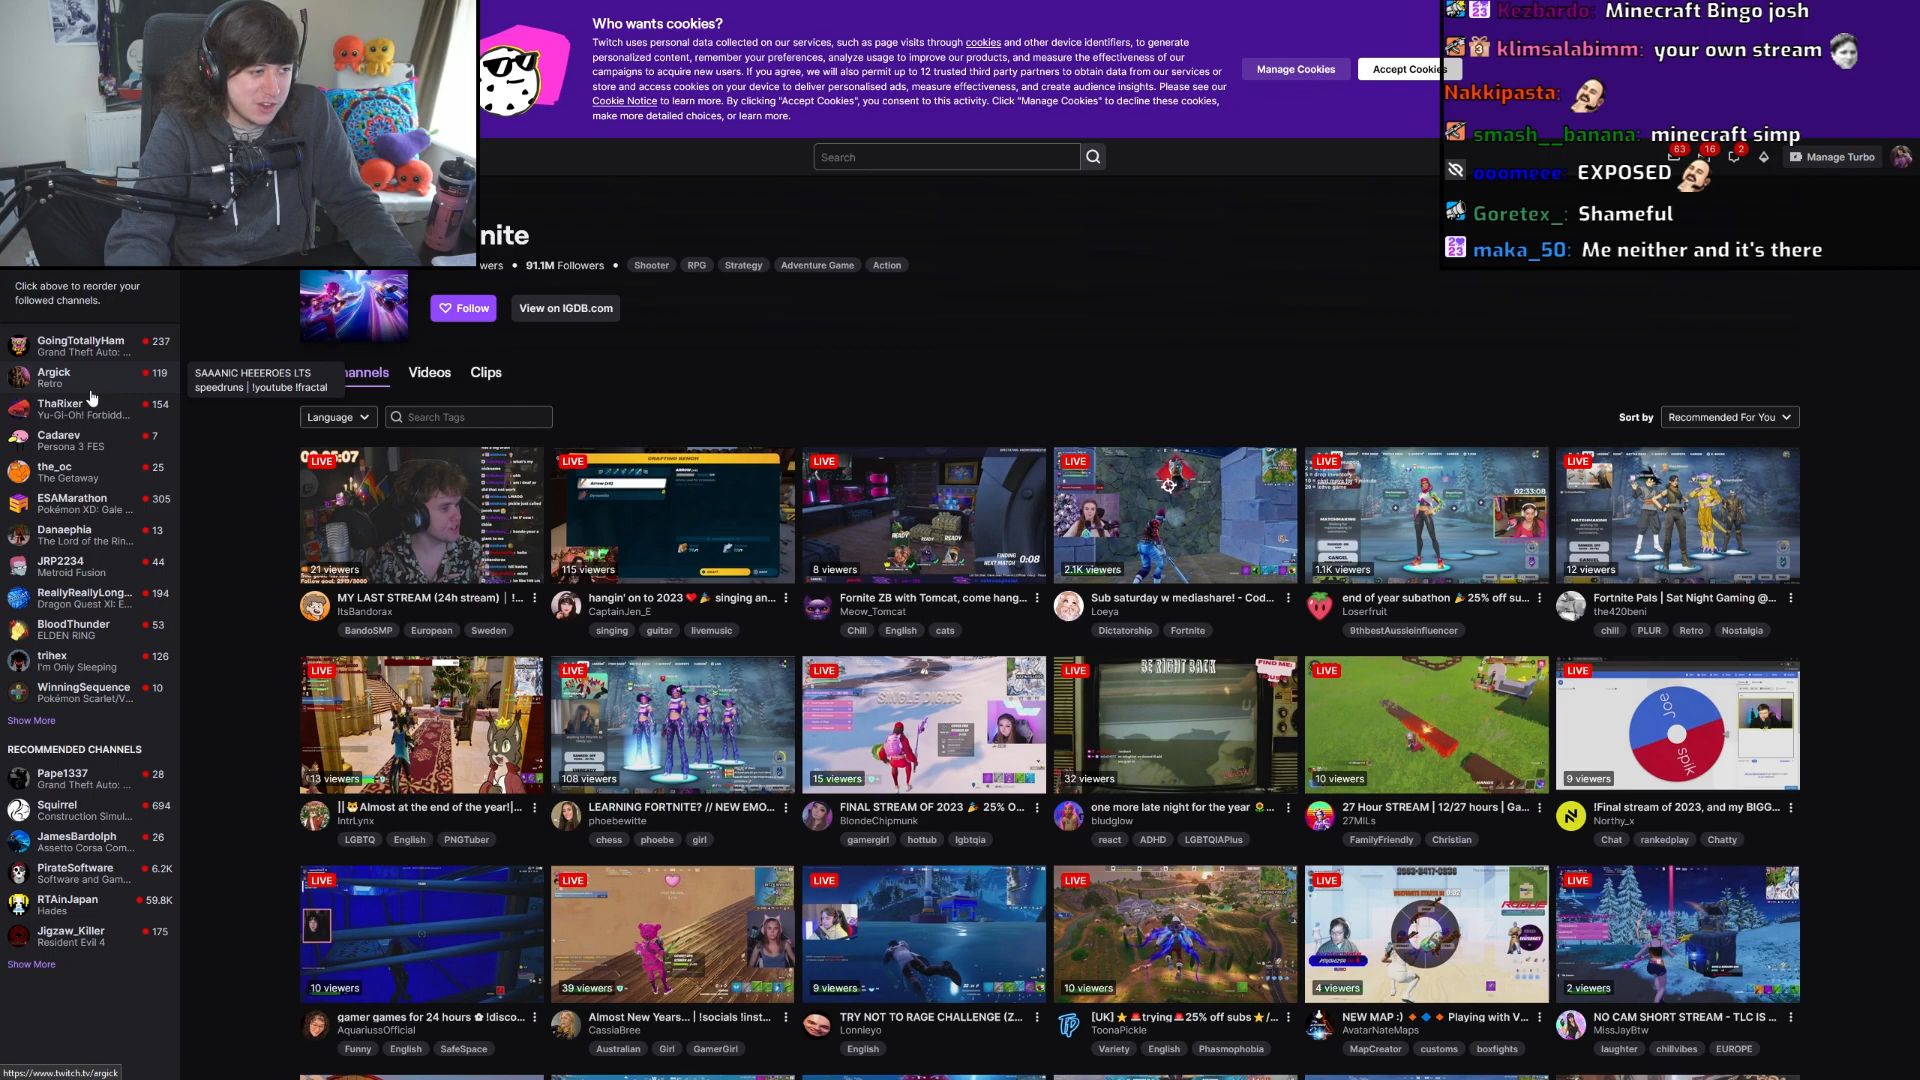 Who wants cookies?
Twitch uses personal data collected on our services, such as page visits through cookies and other device identifiers, to generate
personalized content, remember your preferences, analyze usage to improve our products, and measure the effectiveness of our
campaigns to acquire new users. If you agree, we will also permit up to 12 trusted third party partners to obtain data from our services or
store and access cookies on your device to deliver personalised ads, measure effectiveness, and create audience insights. Please see our
Cookie Notice to learn more. By clicking "Accept Cookies", you consent to this activity. Click "Manage Cookies" to decline these cookies,
make more detailed choices, or learn more.
Manage Cookies
Accept Cookies
Kezbardo: Minecraft Bingo josh
klimsalabimm: your own stream
Nakkipasta:
smash__banana: minecraft simp
ooomeee: EXPOSED
Goretex_: Shameful
maka_50: Me neither and it's there
Search
63 16 2
Manage Turbo
nite
wers • 91.1M Followers • Shooter RPG Strategy Adventure Game Action
Follow
View on IGDB.com
Click above to reorder your
followed channels.
GoingTotallyHam 237
Grand Theft Auto: ...
Argick 119
Retro
ThaRixer 154
Yu-Gi-Oh! Forbidd...
Cadarev 7
Persona 3 FES
the_oc 25
The Getaway
ESAMarathon 305
Pokémon XD: Gale ...
Danaephia 13
The Lord of the Rin...
JRP2234 44
Metroid Fusion
ReallyReallyLong... 194
Dragon Quest XI: E...
BloodThunder 53
ELDEN RING
trihex 126
I'm Only Sleeping
WinningSequence 10
Pokémon Scarlet/V...
Show More
RECOMMENDED CHANNELS
Pape1337 28
Grand Theft Auto: ...
Squirrel 694
Construction Simul...
JamesBardolph 26
Assetto Corsa Com...
PirateSoftware 6.2K
Software and Gam...
RTAinJapan 59.8K
Hades
Jigzaw_Killer 175
Resident Evil 4
Show More
SAAANIC HEEEROES LTS
speedruns | !youtube !fractal
hannels Videos Clips
Language
Search Tags
Sort by Recommended For You
LIVE
21 viewers
MY LAST STREAM (24h stream) | !...
ItsBandorax
BandoSMP European Sweden
LIVE
115 viewers
hangin' on to 2023 singing an...
CaptainJen_E
singing guitar livemusic
LIVE
READY READY READY
FINDING
NEXT MATCH 0:08
8 viewers
Fornite ZB with Tomcat, come hang...
Meow_Tomcat
Chill English cats
LIVE
2.1K viewers
Sub saturday w mediashare! - Cod...
Loeya
Dictatorship Fortnite
LIVE
02:33:08
1.1K viewers
end of year subathon 25% off su...
Loserfruit
9thbestAussieinfluencer
LIVE
12 viewers
Fortnite Pals | Sat Night Gaming @...
the420beni
chill PLUR Retro Nostalgia
LIVE
13 viewers
|| Almost at the end of the year!|...
IntrLynx
LGBTQ English PNGTuber
LIVE
108 viewers
LEARNING FORTNITE? // NEW EMO...
phoebewitte
chess phoebe girl
LIVE
SINGLE DIGITS
15 viewers
FINAL STREAM OF 2023 25% O...
BlondeChipmunk
gamergirl hottub lgbtqia
LIVE
BE RIGHT BACK
32 viewers
one more late night for the year ...
bludglow
react ADHD LGBTQIAPlus
LIVE
10 viewers
27 Hour STREAM | 12/27 hours | Ga...
27MILs
FamilyFriendly Christian
LIVE
joe
spik
9 viewers
!Final stream of 2023, and my BIGG...
Northy_x
Chat rankedplay Chatty
LIVE
10 viewers
gamer games for 24 hours !disco...
AquariussOfficial
Funny English SafeSpace
LIVE
39 viewers
Almost New Years... | !socials !inst...
CassiaBree
Australian Girl GamerGirl
LIVE
9 viewers
TRY NOT TO RAGE CHALLENGE (Z...
Lonnieyo
English
LIVE
10 viewers
[UK] trying 25% off subs /...
ToonaPickle
Variety English Phasmophobia
LIVE
4 viewers
NEW MAP :) Playing with V...
AvatarNateMaps
MapCreator customs boxfights
LIVE
2 viewers
NO CAM SHORT STREAM - TLC IS ...
MissJayBtw
laughter chillvibes EUROPE
https://www.twitch.tv/argick